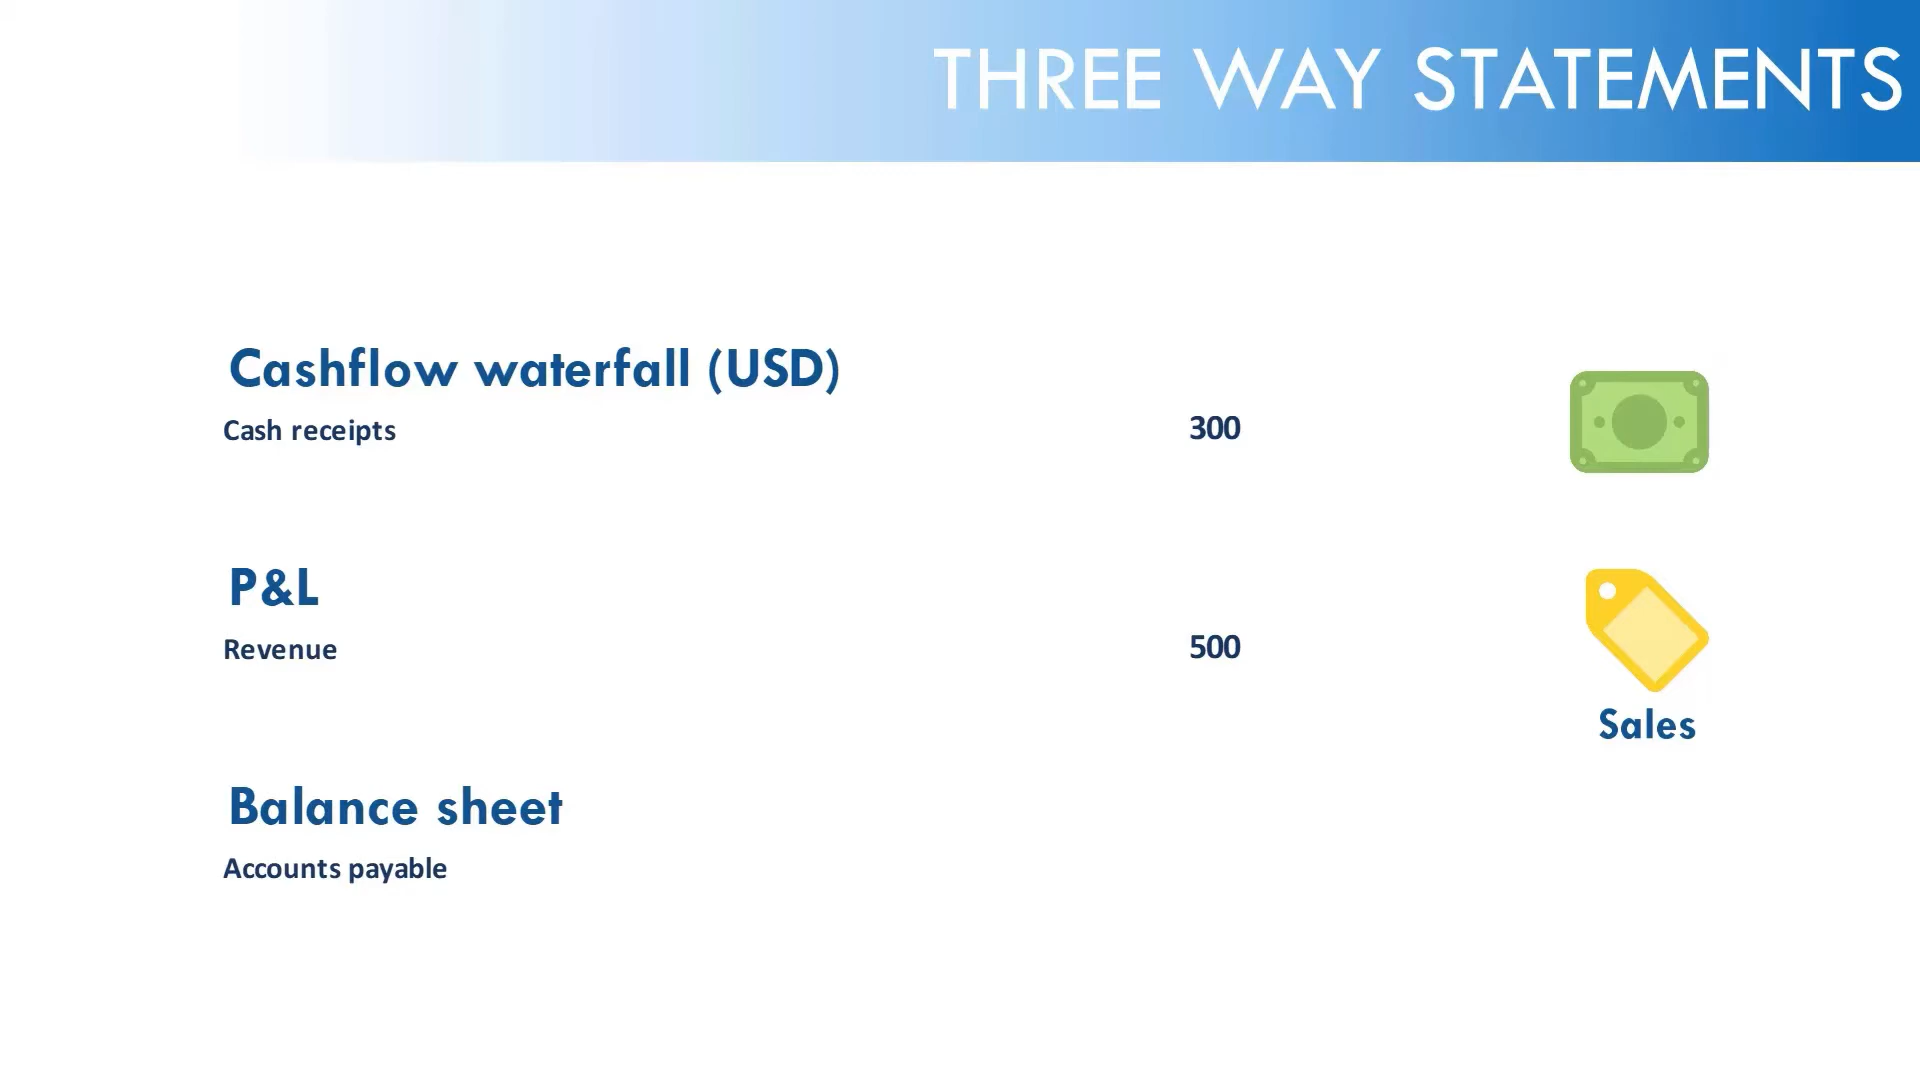 THREE WAY STATEMENTS
Cashflow waterfall (USD)
Cash receipts 300
P&L
Revenue 500
Sales
Balance sheet
Accounts payable